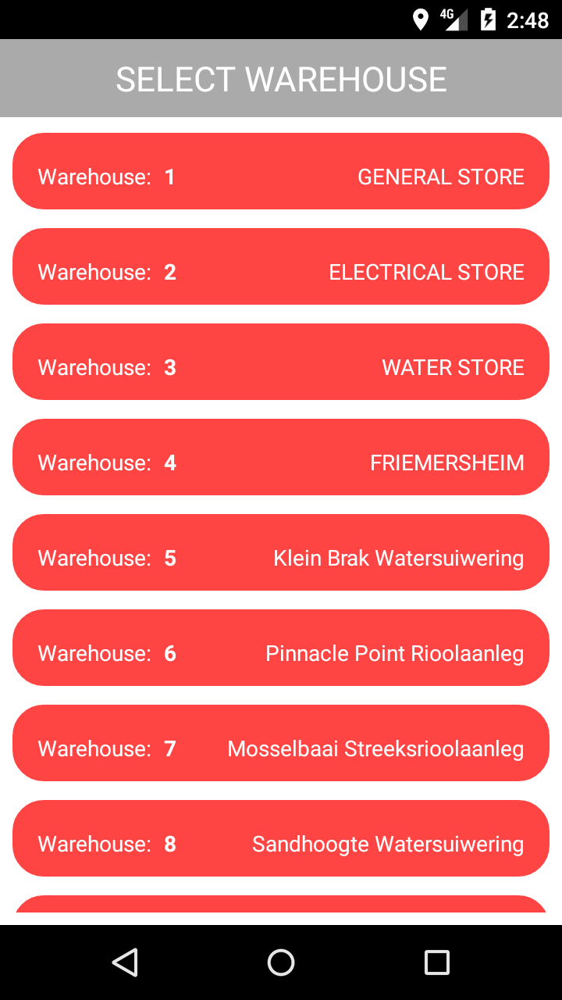 4G 2:48
SELECT WAREHOUSE
Warehouse: 1 GENERAL STORE
Warehouse: 2 ELECTRICAL STORE
Warehouse: 3 WATER STORE
Warehouse: 4 FRIEMERSHEIM
Warehouse: 5 Klein Brak Watersuiwering
Warehouse: 6 Pinnacle Point Rioolaanleg
Warehouse: 7 Mosselbaai Streeksrioolaanleg
Warehouse: 8 Sandhoogte Watersuiwering